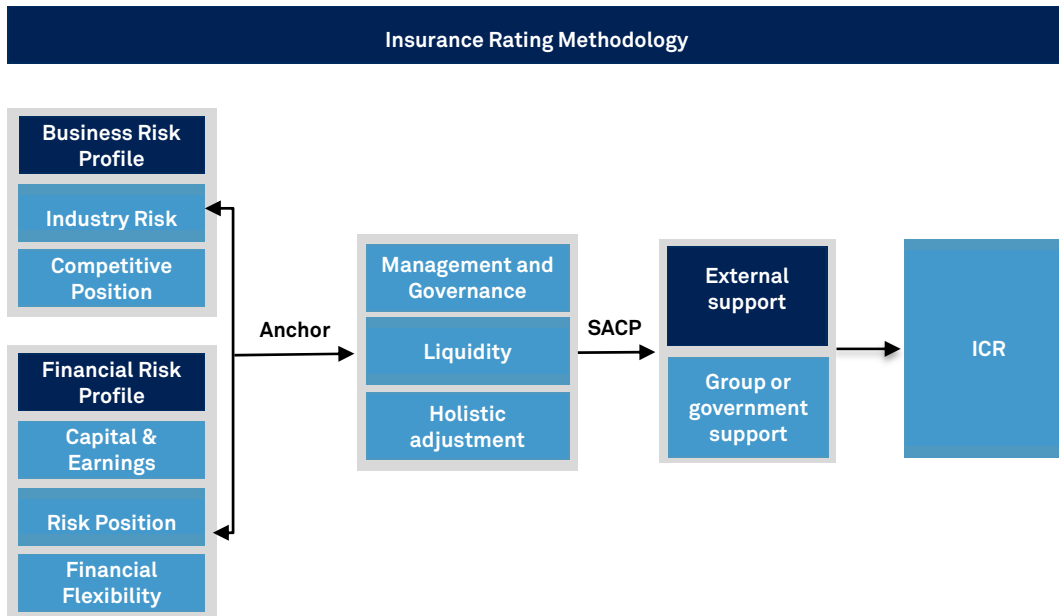 Insurance Rating Methodology
Business Risk
Profile
Industry Risk
Competitive
Position
Financial Risk
Profile
Capital &
Earnings
Risk Position
Financial
Flexibility
Anchor
Management and
Governance
Liquidity
Holistic
adjustment
SACP
External
support
Group or
government
support
ICR